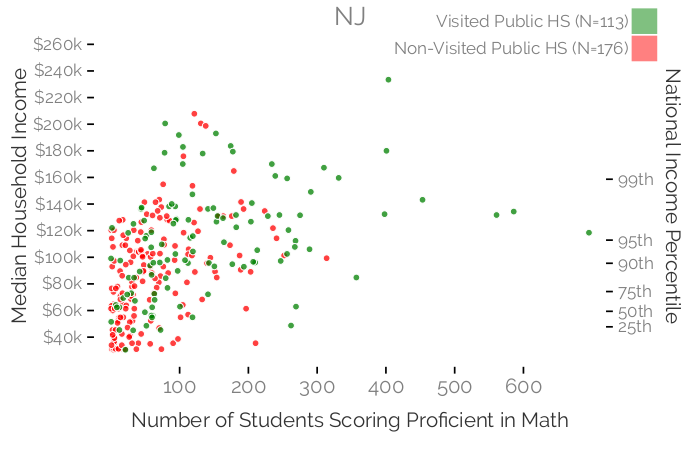 NJ
Visited Public HS (N=113)
Non-Visited Public HS (N=176)
Median Household Income
$260k
$240k
$220k
$200k
$180k
$160k
$140k
$120k
$100k
$80k
$60k
$40k
National Income Percentile
99th
95th
90th
75th
50th
25th
100 200 300 400 500 600
Number of Students Scoring Proficient in Math